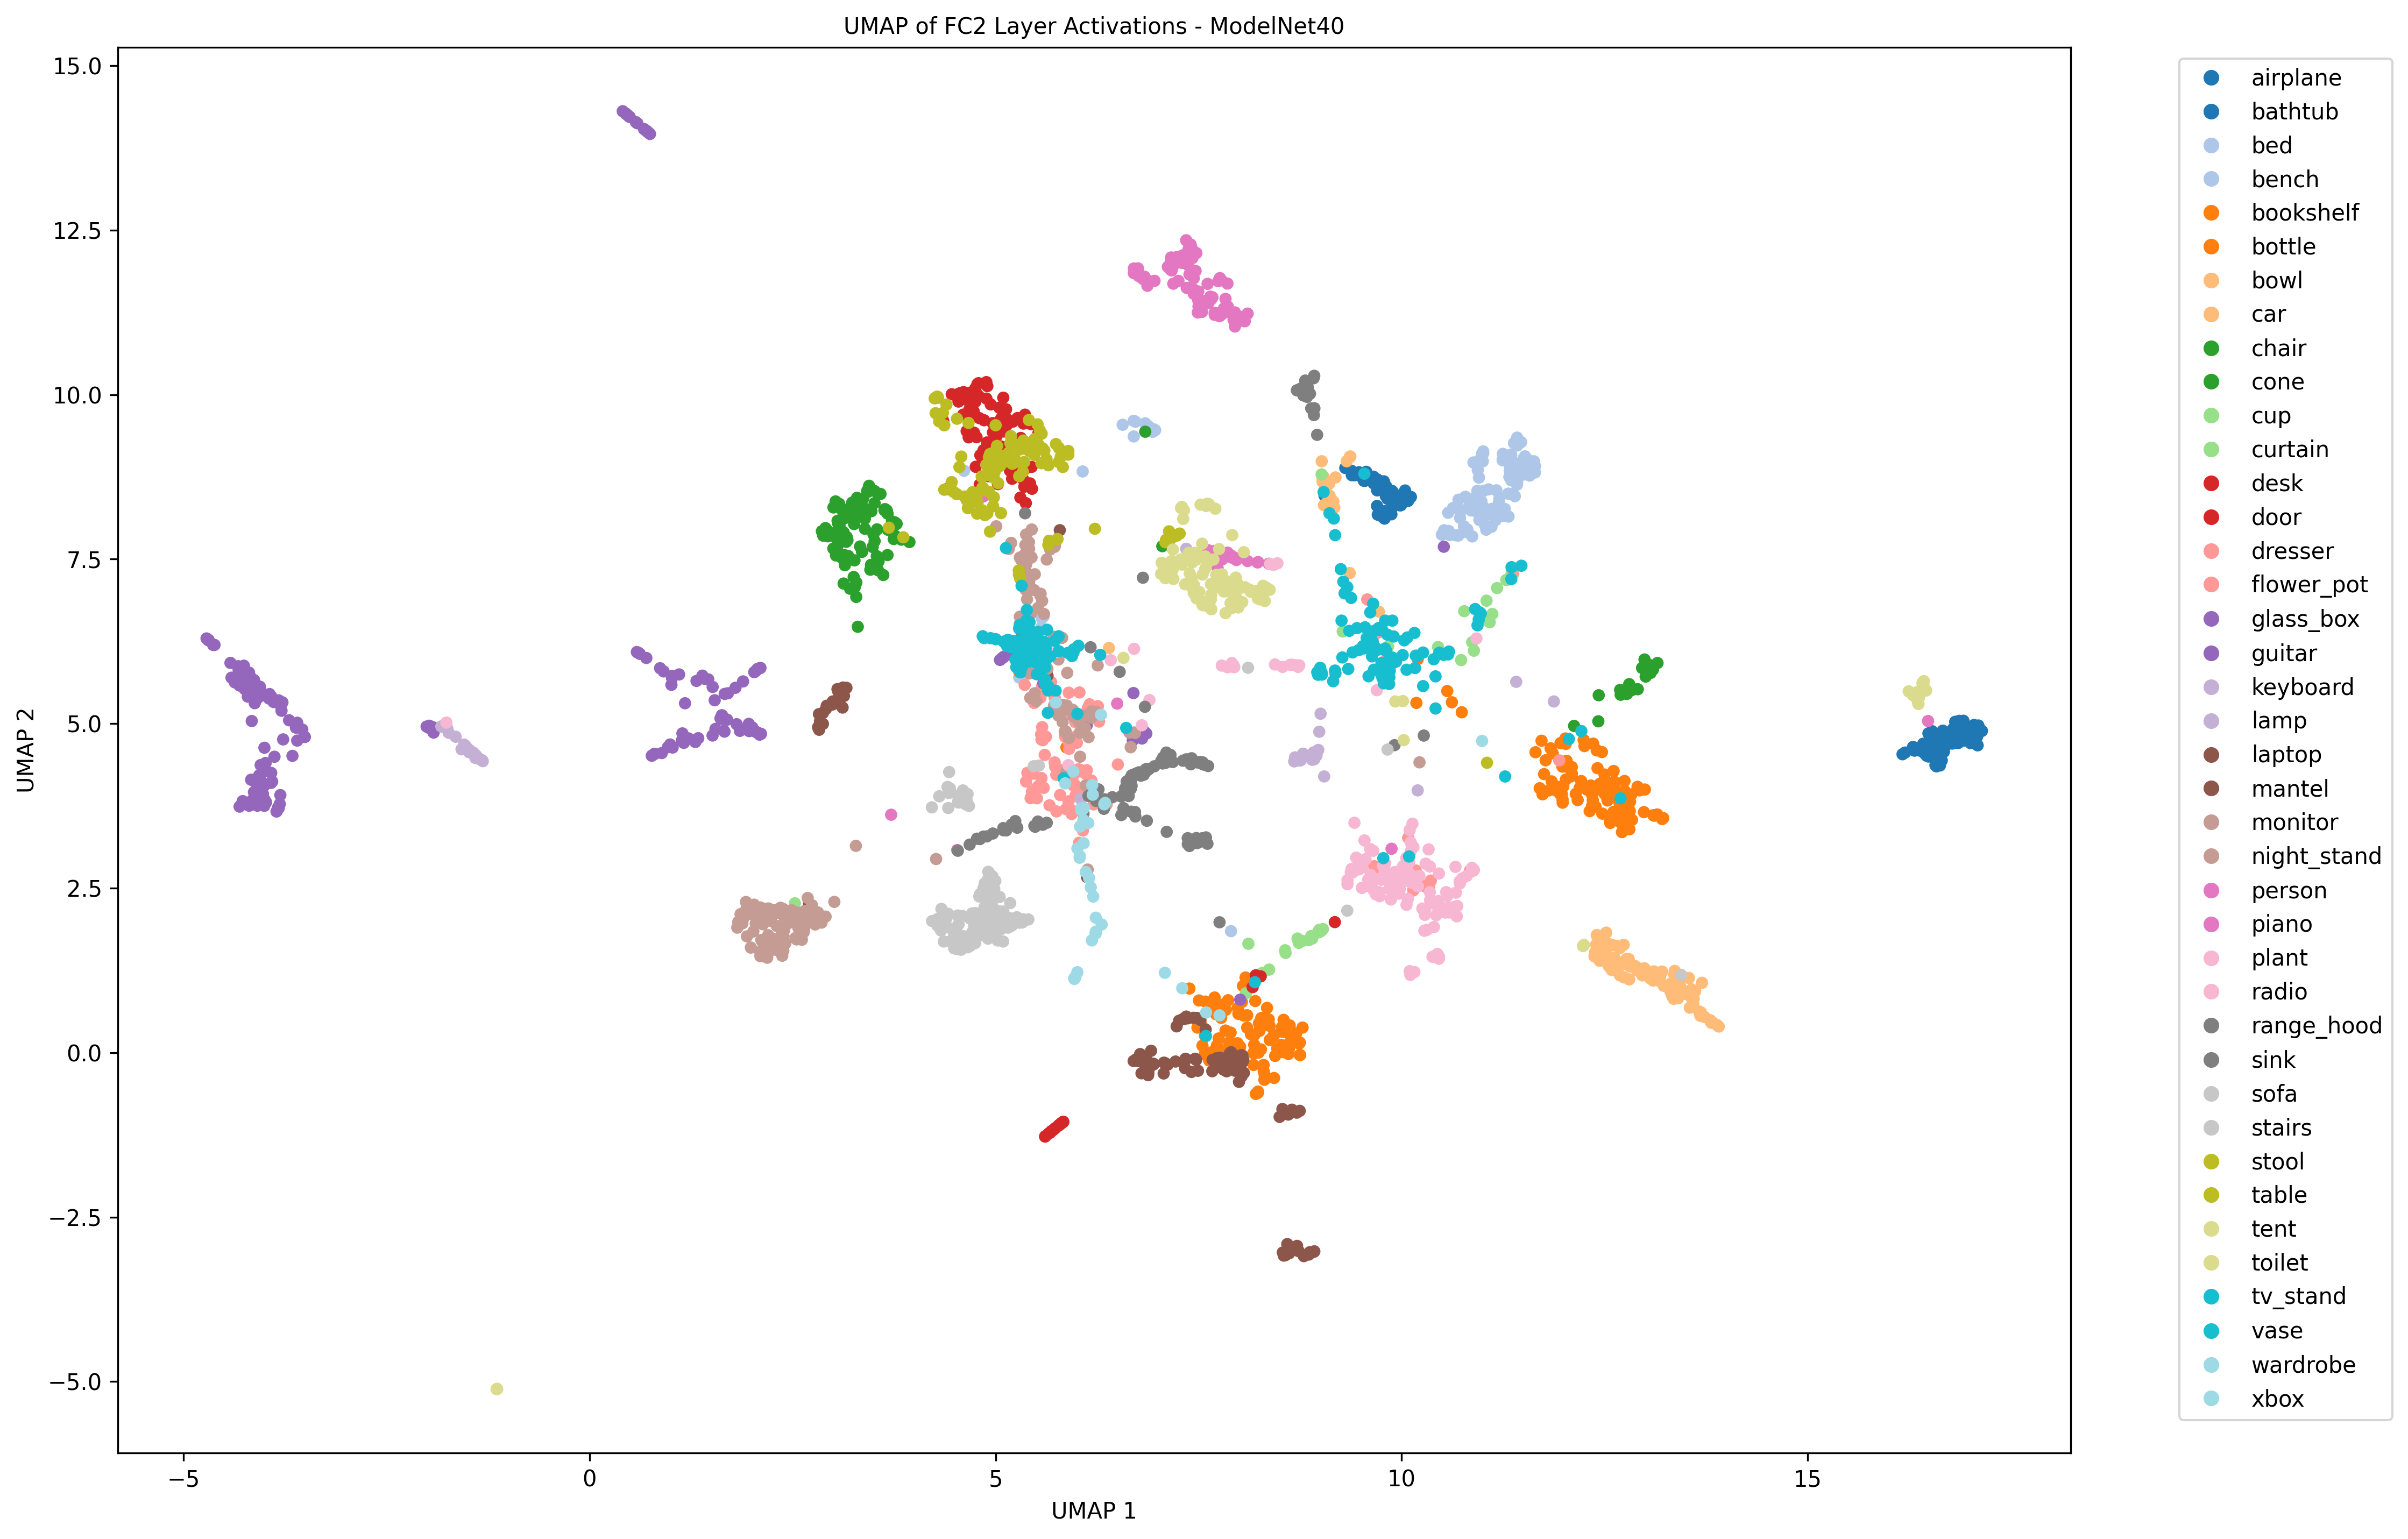 UMAP of FC2 Layer Activations - ModelNet40
15.0
12.5
10.0
7.5
5.0
2.5
0.0
−2.5
−5.0
UMAP 2
−5
0
5
10
15
UMAP 1
airplane
bathtub
bed
bench
bookshelf
bottle
bowl
car
chair
cone
cup
curtain
desk
door
dresser
flower_pot
glass_box
guitar
keyboard
lamp
laptop
mantel
monitor
night_stand
person
piano
plant
radio
range_hood
sink
sofa
stairs
stool
table
tent
toilet
tv_stand
vase
wardrobe
xbox